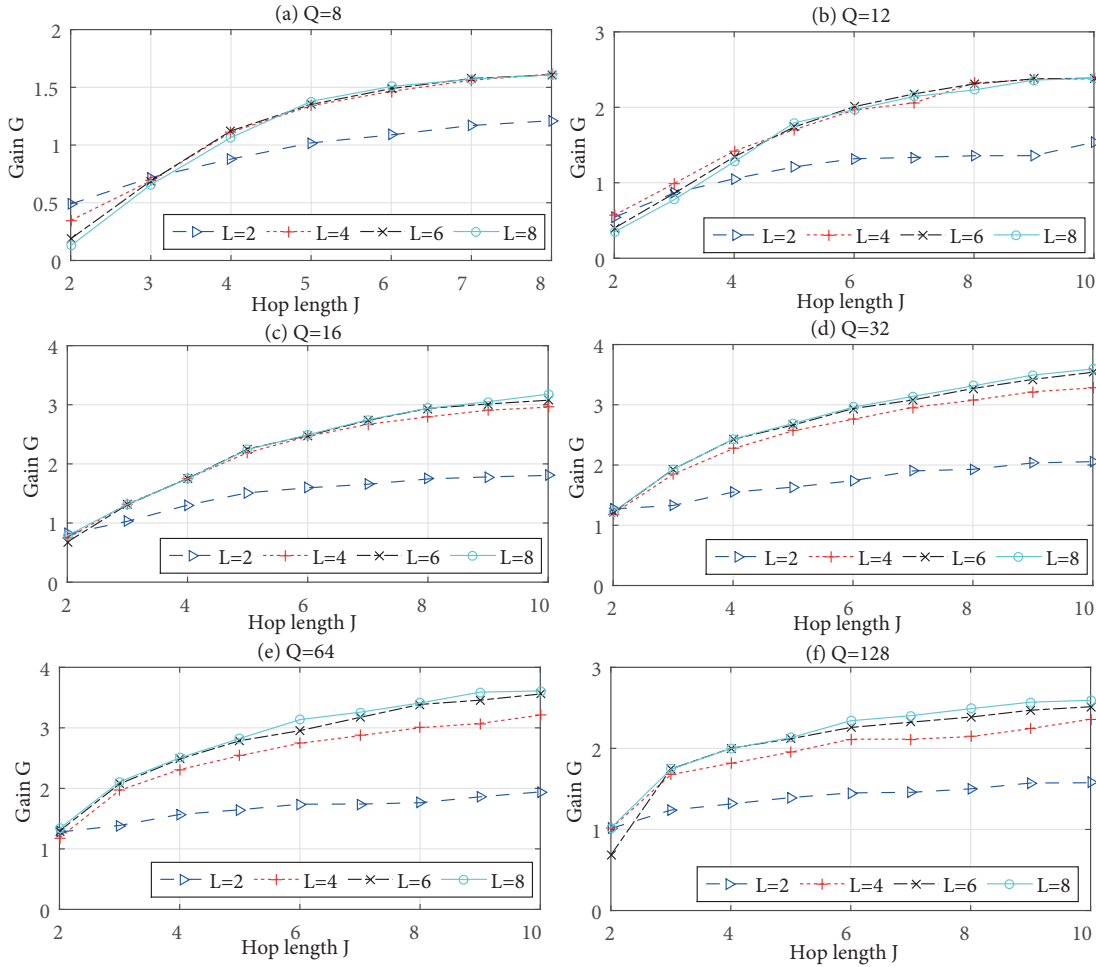 (a) Q=8
2
1.5
1
0.5
0
Gain G
L=2 L=4 L=6 L=8
2 3 4 5 6 7 8
Hop length J
(b) Q=12
3
2
1
0
Gain G
L=2 L=4 L=6 L=8
2 4 6 8 10
Hop length J
(c) Q=16
4
3
2
1
0
Gain G
L=2 L=4 L=6 L=8
2 4 6 8 10
Hop length J
(d) Q=32
4
3
2
1
0
Gain G
L=2 L=4 L=6 L=8
2 4 6 8 10
Hop length J
(e) Q=64
4
3
2
1
0
Gain G
L=2 L=4 L=6 L=8
2 4 6 8 10
Hop length J
(f) Q=128
3
2
1
0
Gain G
L=2 L=4 L=6 L=8
2 4 6 8 10
Hop length J